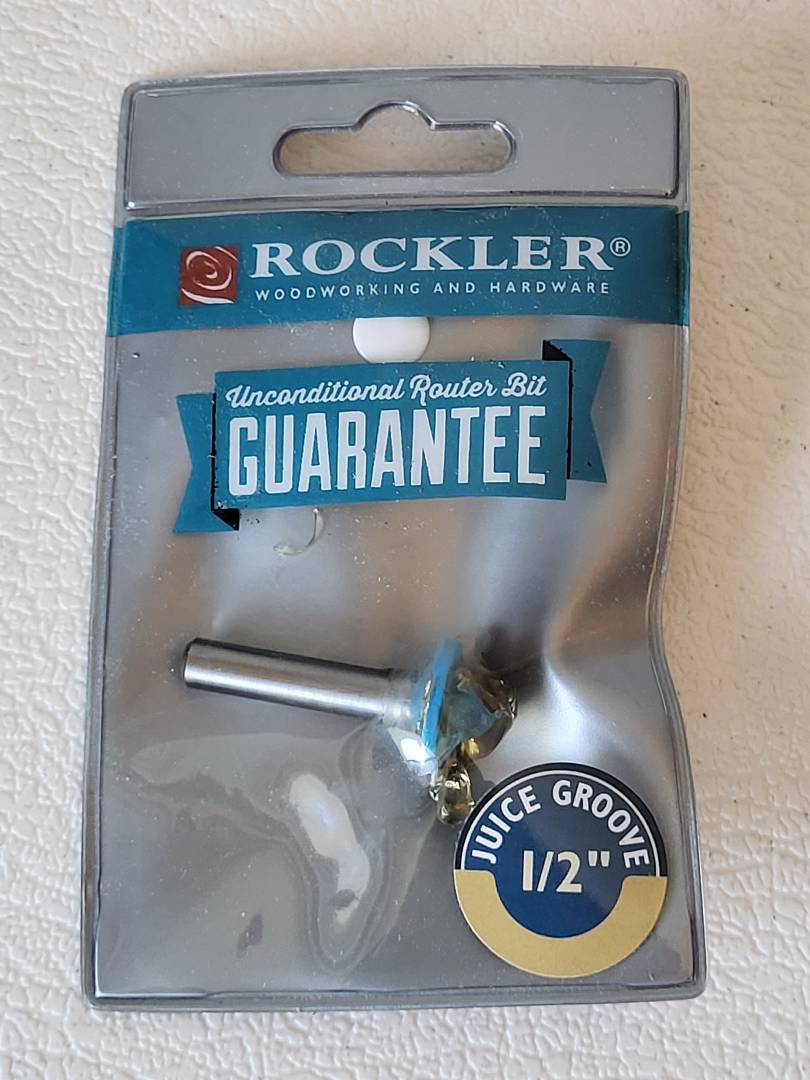 ROCKLER®
WOODWORKING AND HARDWARE
Unconditional Router Bit
GUARANTEE
JUICE GROOVE
1/2"